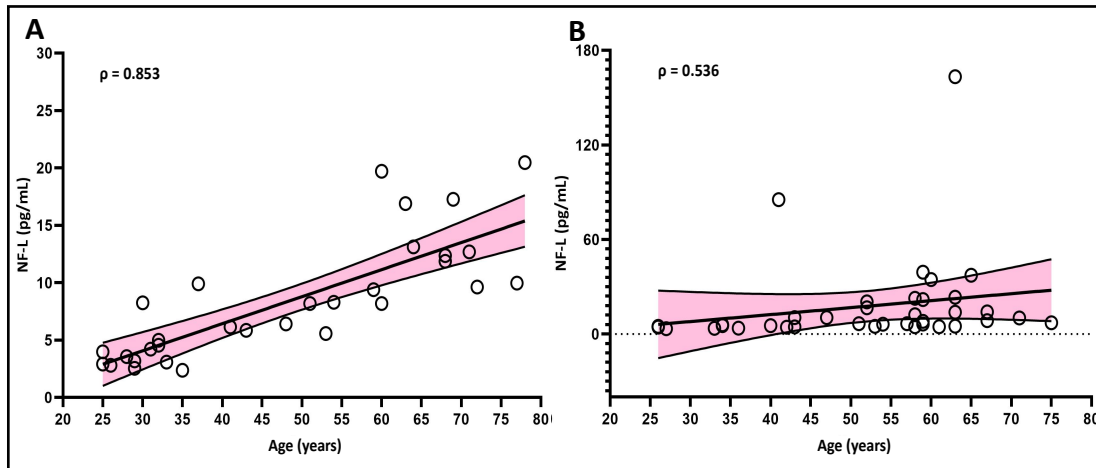 A
ρ = 0.853
NF-L (pg/mL)
30
25
20
15
10
5
0
20 25 30 35 40 45 50 55 60 65 70 75 80
Age (years)
B
ρ = 0.536
NF-L (pg/mL)
180
120
60
0
20 25 30 35 40 45 50 55 60 65 70 75 80
Age (years)